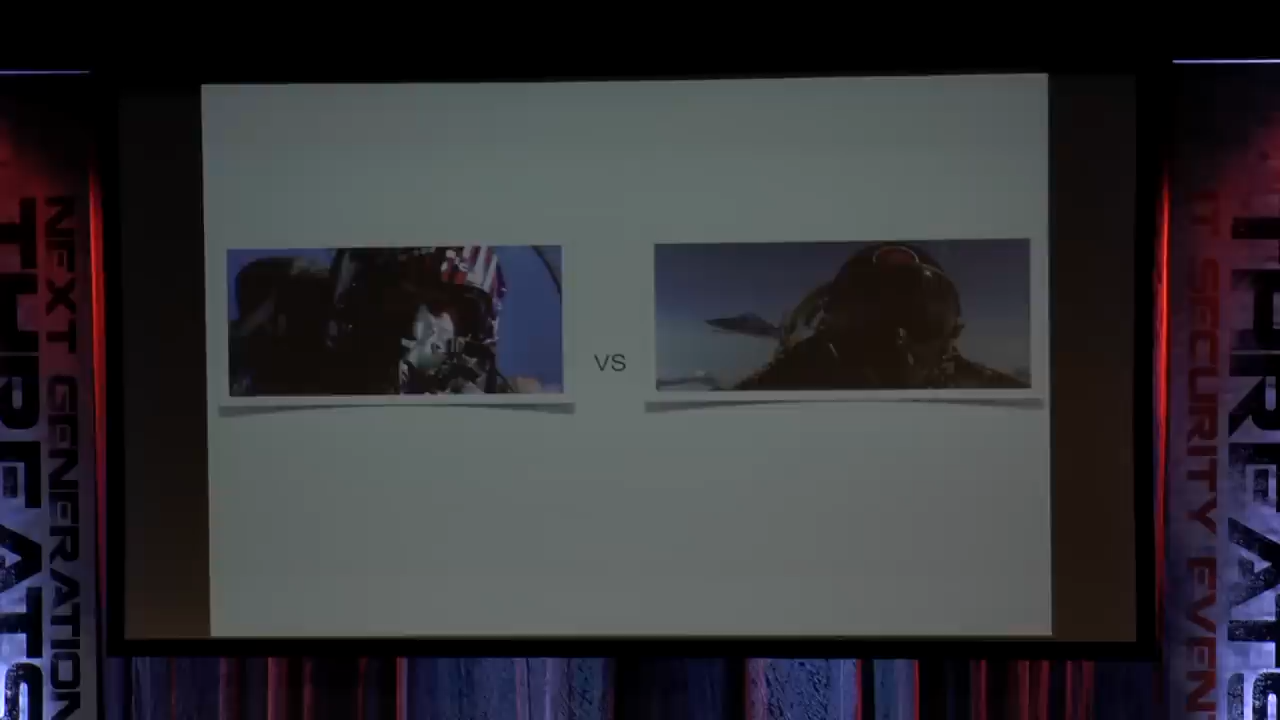 NEXT GENERATION
THREATS
VS
IT SECURITY EVENT
THREATS